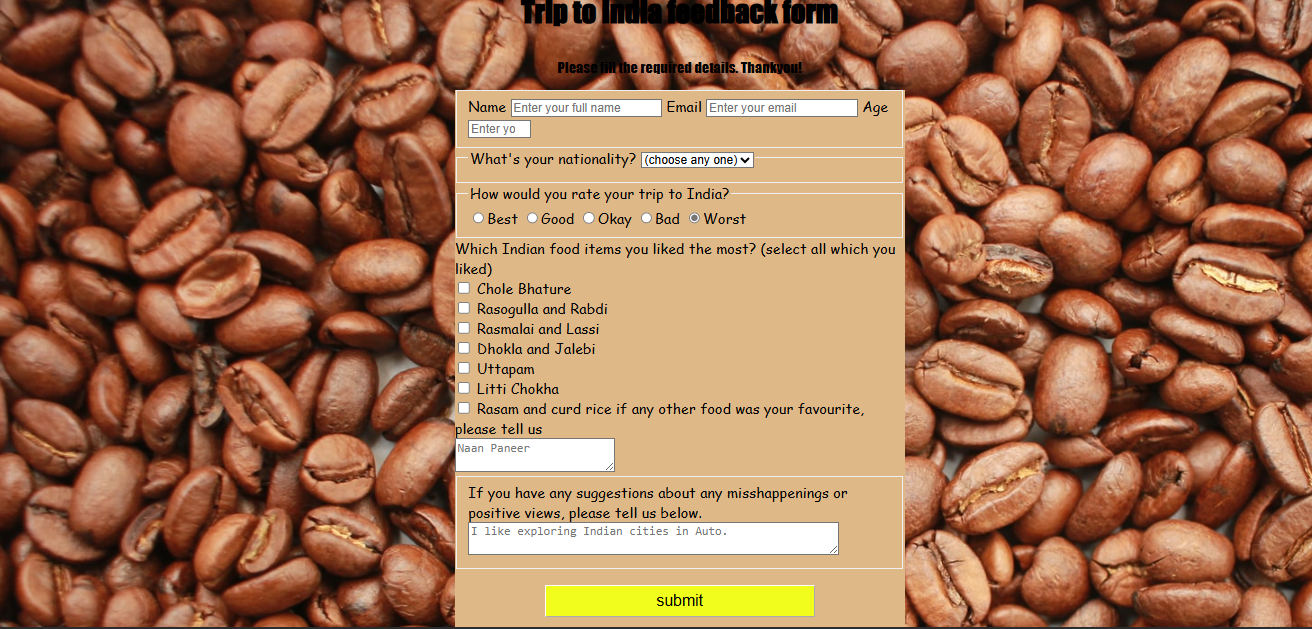 Trip to India feedback form
Please fill the required details. Thankyou!
Name Enter your full name Email Enter your email Age
Enter yo
What's your nationality? (choose any one)
How would you rate your trip to India?
Best Good Okay Bad Worst
Which Indian food items you liked the most? (select all which you
liked)
Chole Bhature
Rasogulla and Rabdi
Rasmalai and Lassi
Dhokla and Jalebi
Uttapam
Litti Chokha
Rasam and curd rice if any other food was your favourite,
please tell us
Naan Paneer
If you have any suggestions about any misshappenings or
positive views, please tell us below.
I like exploring Indian cities in Auto.
submit